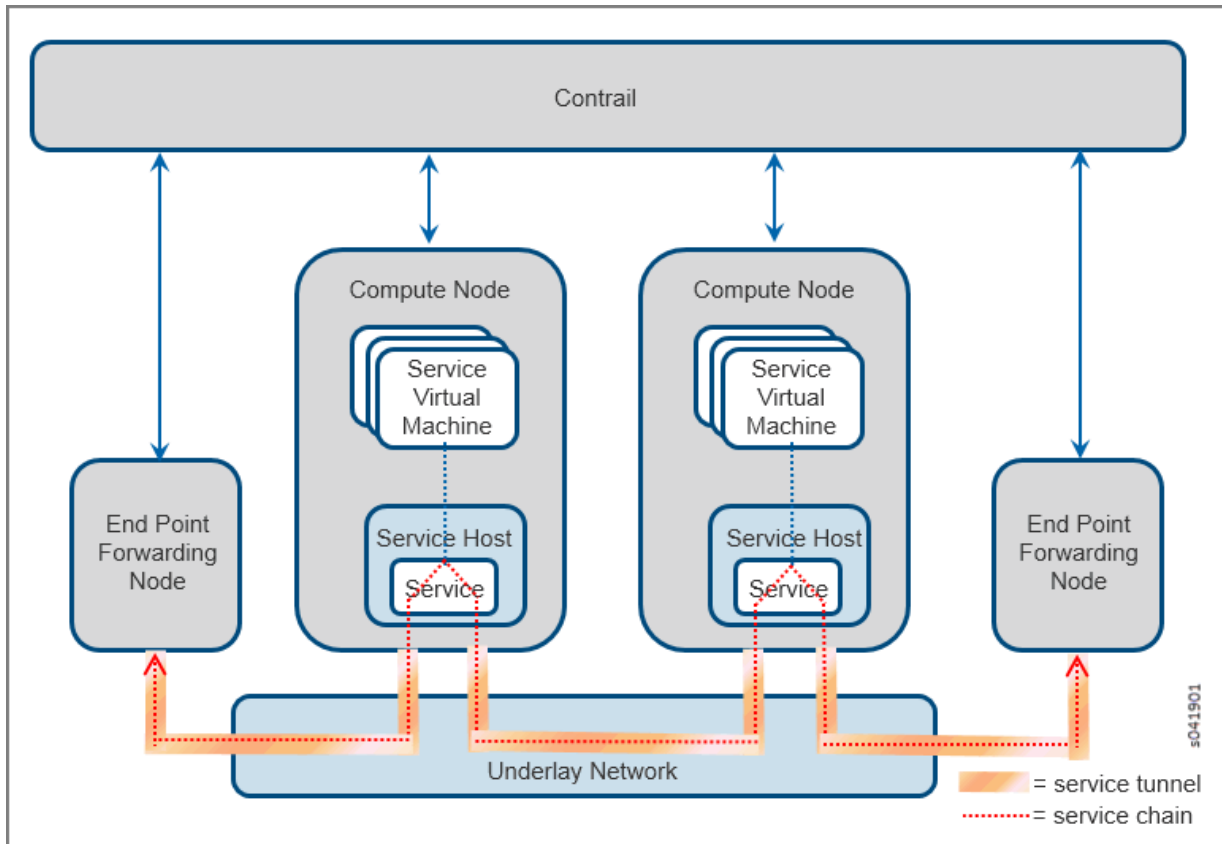 Contrail
Compute Node
Service
Virtual
Machine
Service Host
Service
Compute Node
Service
Virtual
Machine
Service Host
Service
End Point
Forwarding
Node
End Point
Forwarding
Node
Underlay Network
s041901
= service tunnel
= service chain